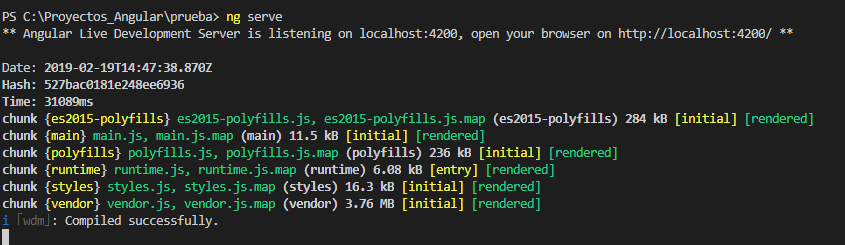 PS C:\Proyectos_Angular\prueba> ng serve
** Angular Live Development Server is listening on localhost:4200, open your browser on http://localhost:4200/ **
Date: 2019-02-19T14:47:38.870Z
Hash: 527bac0181e248ee6936
Time: 31089ms
chunk {es2015-polyfills} es2015-polyfills.js, es2015-polyfills.js.map (es2015-polyfills) 284 kB [initial] [rendered]
chunk {main} main.js, main.js.map (main) 11.5 kB [initial] [rendered]
chunk {polyfills} polyfills.js, polyfills.js.map (polyfills) 236 kB [initial] [rendered]
chunk {runtime} runtime.js, runtime.js.map (runtime) 6.08 kB [entry] [rendered]
chunk {styles} styles.js, styles.js.map (styles) 16.3 kB [initial] [rendered]
chunk {vendor} vendor.js, vendor.js.map (vendor) 3.76 MB [initial] [rendered]
i ｢wdm｣: Compiled successfully.